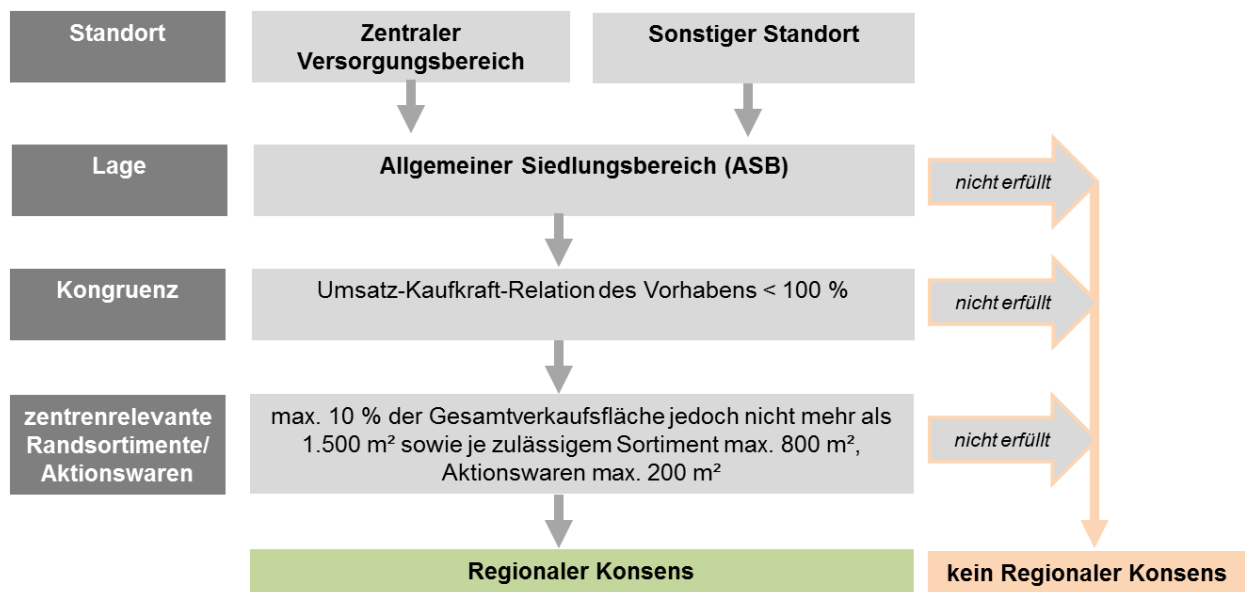 Standort
Zentraler
Versorgungsbereich
Sonstiger Standort
Lage
Allgemeiner Siedlungsbereich (ASB)
nicht erfüllt
Kongruenz
Umsatz-Kaufkraft-Relation des Vorhabens < 100 %
nicht erfüllt
zentrenrelevante
Randsortimente/
Aktionswaren
max. 10 % der Gesamtverkaufsfläche jedoch nicht mehr als
1.500 m² sowie je zulässigem Sortiment max. 800 m²,
Aktionswaren max. 200 m²
nicht erfüllt
Regionaler Konsens
kein Regionaler Konsens